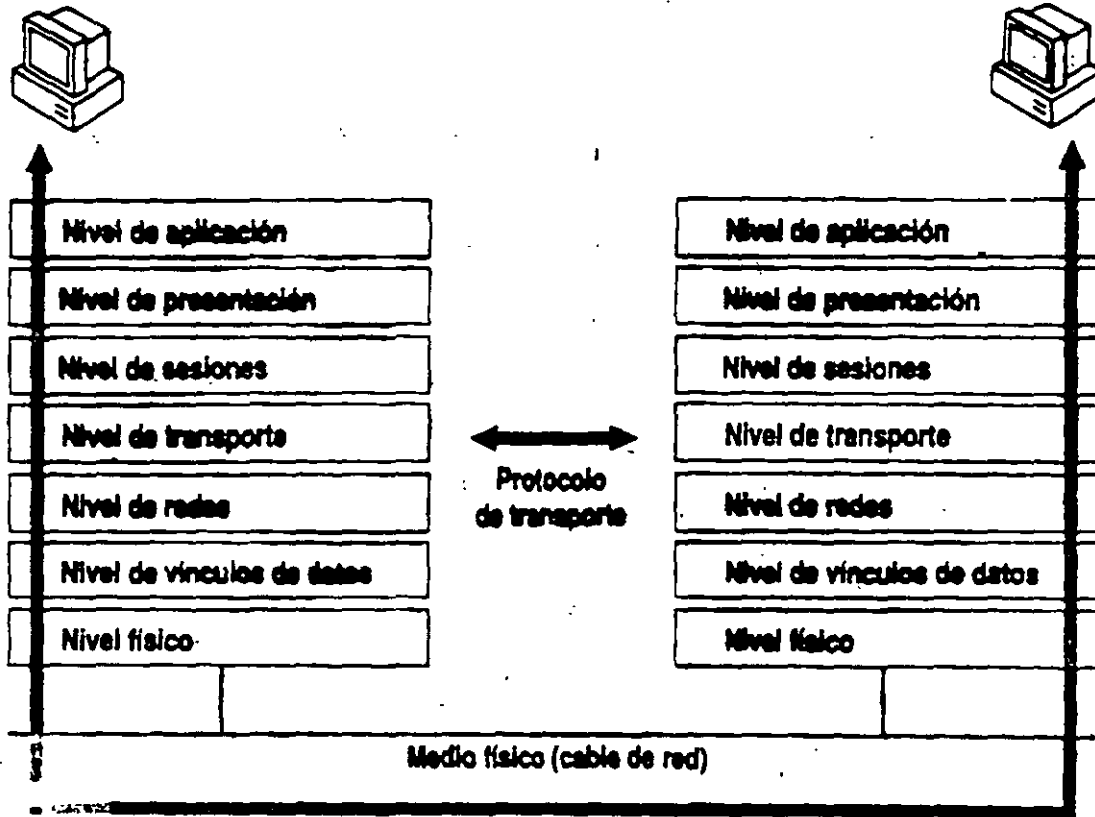 Nivel de aplicación
Nivel de presentación
Nivel de sesiones
Nivel de transporte
Nivel de redes
Nivel de vínculos de datos
Nivel físico
Protocolo
de transporte
Nivel de aplicación
Nivel de presentación
Nivel de sesiones
Nivel de transporte
Nivel de redes
Nivel de vínculos de datos
Nivel físico
Medio físico (cable de red)